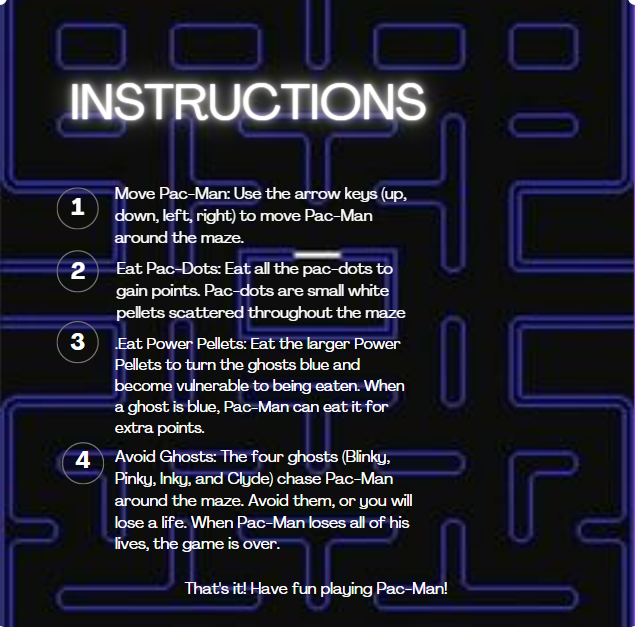 INSTRUCTIONS
1
Move Pac-Man: Use the arrow keys (up,
down, left, right) to move Pac-Man
around the maze.
2
Eat Pac-Dots: Eat all the pac-dots to
gain points. Pac-dots are small white
pellets scattered throughout the maze
3
.Eat Power Pellets: Eat the larger Power
Pellets to turn the ghosts blue and
become vulnerable to being eaten. When
a ghost is blue, Pac-Man can eat it for
extra points.
4
Avoid Ghosts: The four ghosts (Blinky,
Pinky, Inky, and Clyde) chase Pac-Man
around the maze. Avoid them, or you will
lose a life. When Pac-Man loses all of his
lives, the game is over.
That's it! Have fun playing Pac-Man!